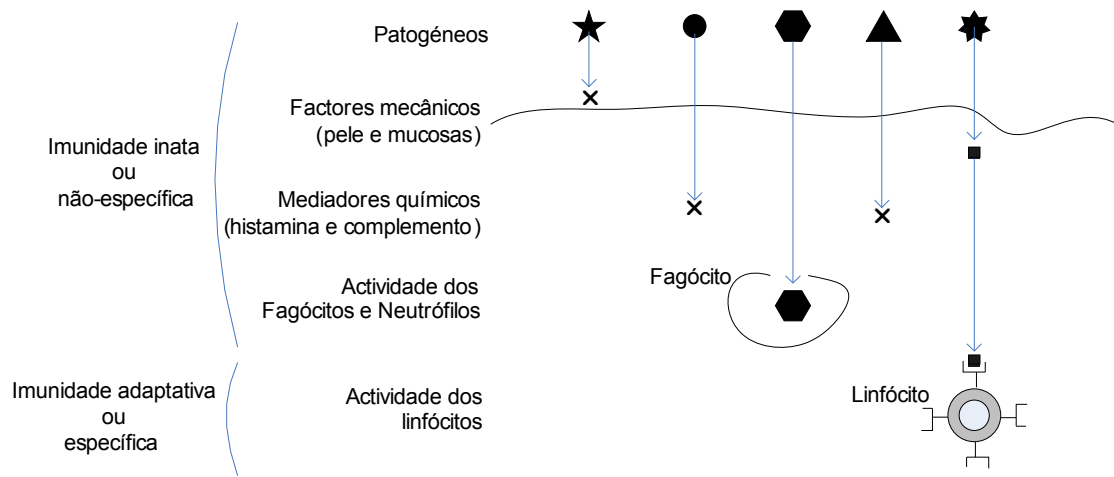 Patogéneos
Factores mecânicos
(pele e mucosas)
Imunidade inata
ou
não-específica
Mediadores químicos
(histamina e complemento)
Fagócito
Actividade dos
Fagócitos e Neutrófilos
Imunidade adaptativa
ou
específica
Actividade dos
linfócitos
Linfócito